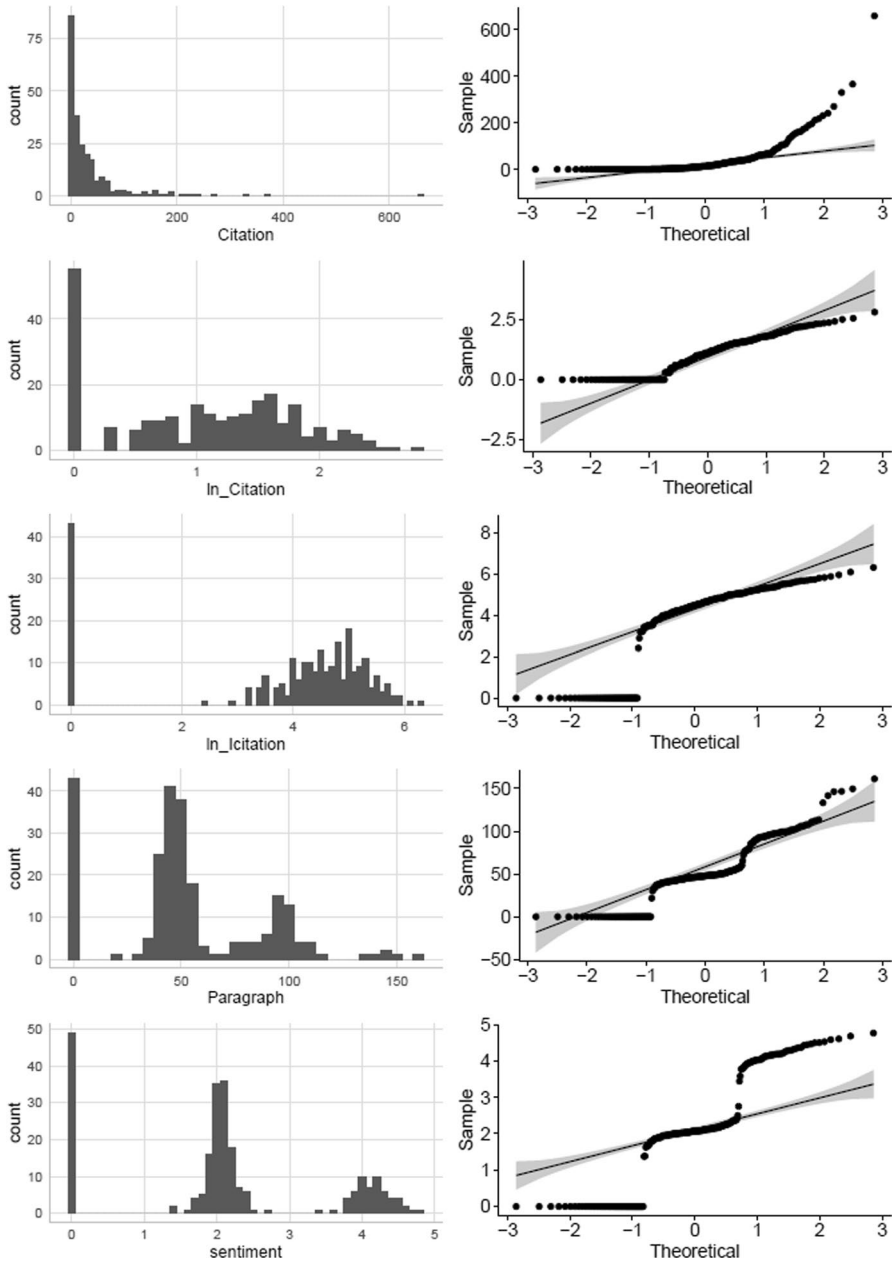 75
50
25
0
count
0 200 400 600
Citation
600
400
200
0
Sample
−3 −2 −1 0 1 2 3
Theoretical
40
20
0
count
0 1 2
ln_Citation
2.5
0.0
−2.5
Sample
−3 −2 −1 0 1 2 3
Theoretical
40
30
20
10
0
count
0 2 4 6
ln_Icitation
8
6
4
2
0
Sample
−3 −2 −1 0 1 2 3
Theoretical
40
30
20
10
0
count
0 50 100 150
Paragraph
150
100
50
0
−50
Sample
−3 −2 −1 0 1 2 3
Theoretical
50
40
30
20
10
0
count
0 1 2 3 4 5
sentiment
5
4
3
2
1
0
Sample
−3 −2 −1 0 1 2 3
Theoretical